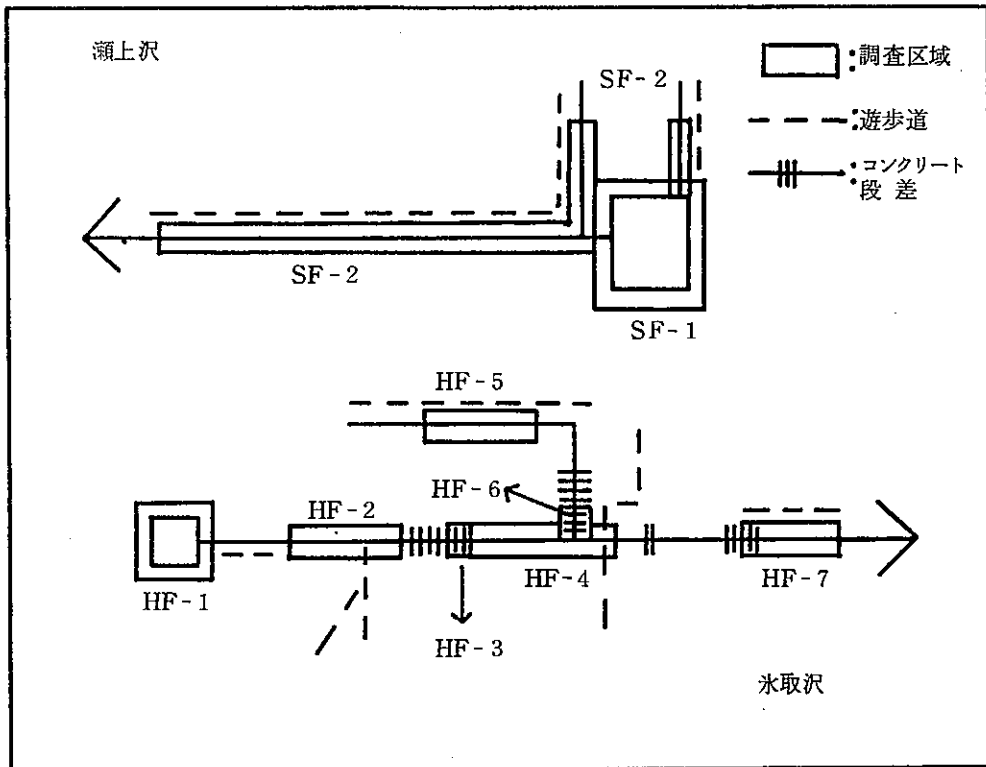 瀬上沢
:調査区域
SF-2
:遊歩道
:コンクリート
:段差
SF-2
SF-1
HF-5
HF-6
HF-2
HF-1
HF-4
HF-7
HF-3
氷取沢